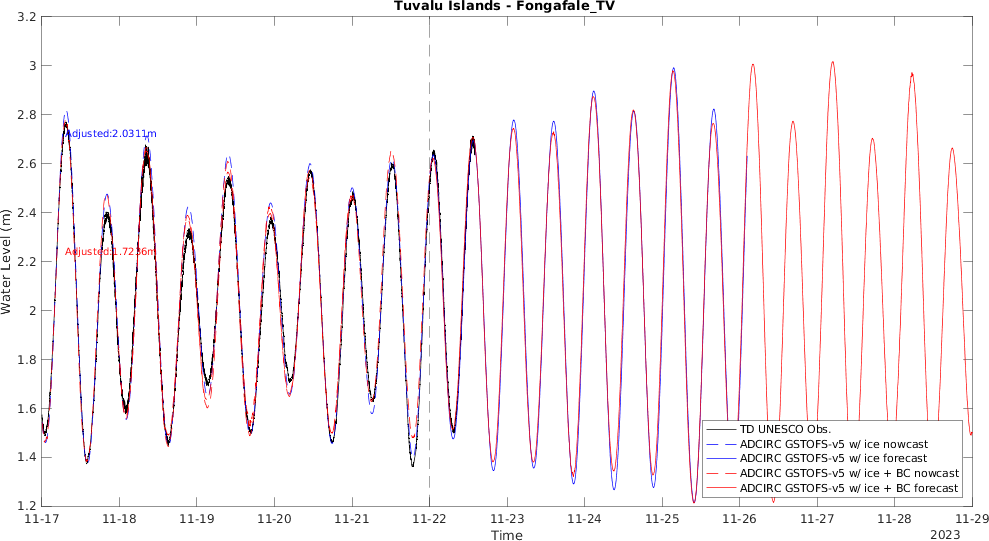 Tuvalu Islands - Fongafale_TV
3.2
3
2.8
2.6
2.4
2.2
2
1.8
1.6
1.4
1.2
Water Level (m)
Adjusted:2.0311m
Adjusted:1.7236m
TD UNESCO Obs.
ADCIRC GSTOFS-v5 w/ ice nowcast
ADCIRC GSTOFS-v5 w/ ice forecast
ADCIRC GSTOFS-v5 w/ ice + BC nowcast
ADCIRC GSTOFS-v5 w/ ice + BC forecast
11-17 11-18 11-19 11-20 11-21 11-22 11-23 11-24 11-25 11-26 11-27 11-28 11-29
Time
2023